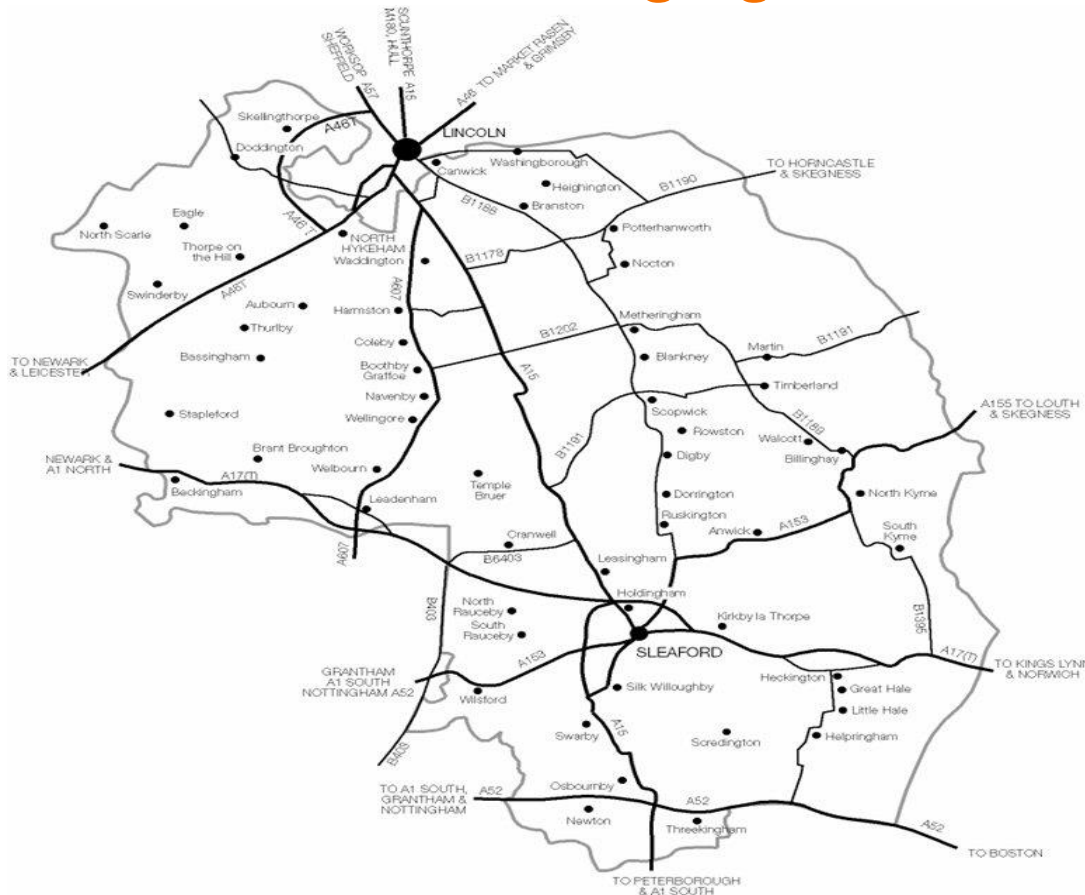 WORKSOP A57
SHEFFIELD
SCUNTHORPE A15
M180, HULL
A46 TO MARKET RASEN
& GRIMSBY
Skellingthorpe
A46T
LINCOLN
Doddington
Canwick
Washingborough
TO HORNCASTLE
& SKEGNESS
Heighington
B1190
B1188
Branston
Eagle
North Scarle
A46 T
NORTH
HYKEHAM
Potterhanworth
Thorpe on
the Hill
Waddington
B1178
Nocton
Swinderby
A46T
A607
Aubourn
Harmston
Thurlby
B1202
Metheringham
B1191
Coleby
Martin
TO NEWARK
& LEICESTER
Bassingham
Boothby
Graffoe
A15
Blankney
Timberland
Navenby
Stapleford
Wellingore
Scopwick
A155 TO LOUTH
& SKEGNESS
B1189
Rowston
Walcott
B1191
Brant Broughton
Billinghay
NEWARK &
A1 NORTH
A17(T)
Welbourn
Temple
Bruer
Digby
Beckingham
Leadenham
Dorrington
North Kyme
Ruskington
Anwick
A153
South
Kyme
Cranwell
A607
B6403
Leasingham
B403
Holdingham
North
Rauceby
Kirkby la Thorpe
B1395
South
Rauceby
SLEAFORD
A153
A17(T)
TO KINGS LYNN
& NORWICH
GRANTHAM
A1 SOUTH
NOTTINGHAM A52
Heckington
Wilsford
Silk Willoughby
Great Hale
Little Hale
Swarby
A15
Scredington
Helpringham
B403
TO A1 SOUTH,
GRANTHAM &
NOTTINGHAM
Osbournby
A52
A52
Newton
Threekingham
A52
TO BOSTON
TO PETERBOROUGH
& A1 SOUTH